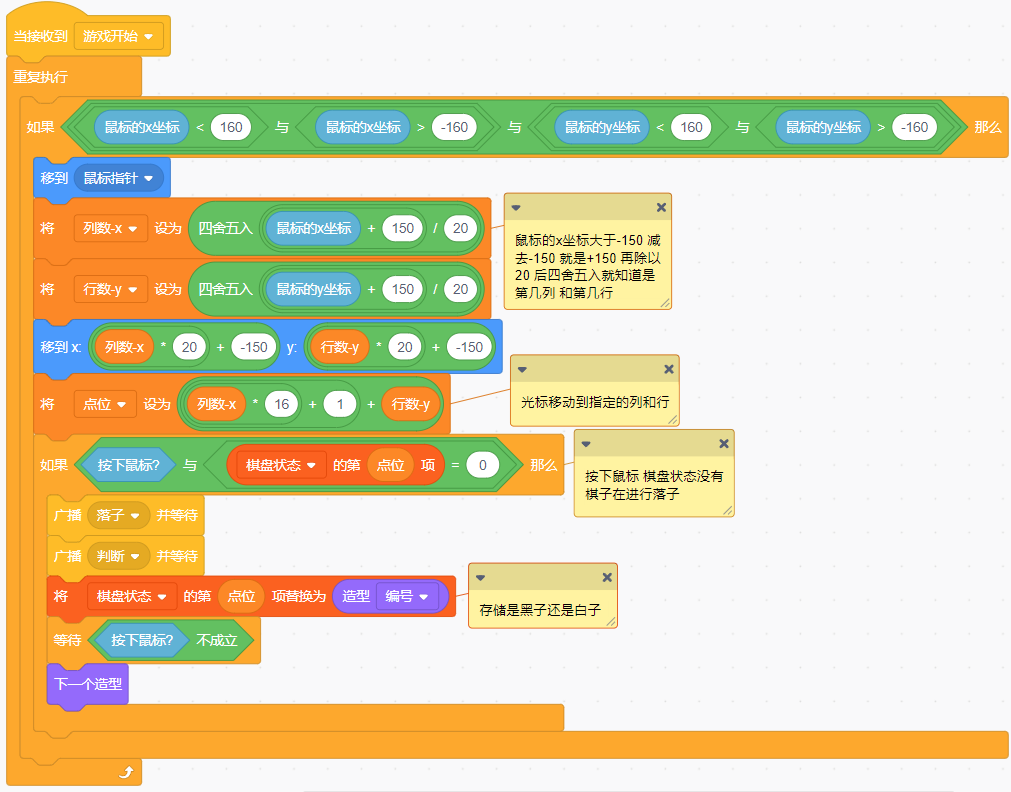 当接收到 游戏开始
重复执行
如果 鼠标的x坐标 < 160 与 鼠标的x坐标 > -160 与 鼠标的y坐标 < 160 与 鼠标的y坐标 > -160 那么
移到 鼠标指针
将 列数-x 设为 四舍五入 鼠标的x坐标 + 150 / 20
鼠标的x坐标大于-150 减
去-150 就是+150 再除以
20 后四舍五入就知道是
第几列 和第几行
将 行数-y 设为 四舍五入 鼠标的y坐标 + 150 / 20
移到 x: 列数-x * 20 + -150 y: 行数-y * 20 + -150
将 点位 设为 列数-x * 16 + 1 + 行数-y
光标移动到指定的列和行
如果 按下鼠标? 与 棋盘状态 的第 点位 项 = 0 那么
按下鼠标 棋盘状态没有
棋子在进行落子
广播 落子 并等待
广播 判断 并等待
将 棋盘状态 的第 点位 项替换为 造型 编号
存储是黑子还是白子
等待 按下鼠标? 不成立
下一个造型